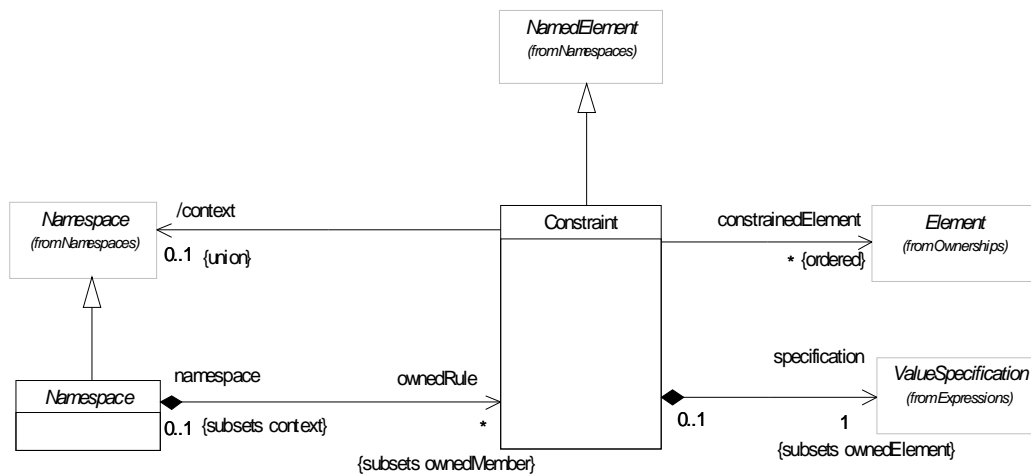 NamedElement
(fromNamespaces)
Namespace
(fromNamespaces)
/context
0..1 {union}
Constraint
constrainedElement
* {ordered}
Element
(fromOwnerships)
Namespace
namespace
0..1 {subsets context}
ownedRule
*
{subsets ownedMember}
0..1
specification
1
{subsets ownedElement}
ValueSpecification
(fromExpressions)